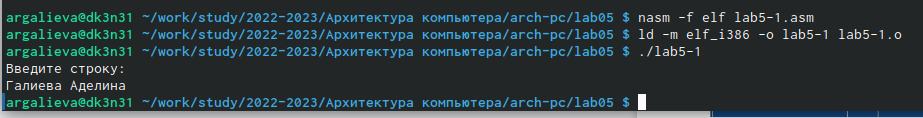 argalieva@dk3n31 ~/work/study/2022-2023/Архитектура компьютера/arch-pc/lab05 $ nasm -f elf lab5-1.asm
argalieva@dk3n31 ~/work/study/2022-2023/Архитектура компьютера/arch-pc/lab05 $ ld -m elf_i386 -o lab5-1 lab5-1.o
argalieva@dk3n31 ~/work/study/2022-2023/Архитектура компьютера/arch-pc/lab05 $ ./lab5-1
Введите строку:
Галиева Аделина
argalieva@dk3n31 ~/work/study/2022-2023/Архитектура компьютера/arch-pc/lab05 $